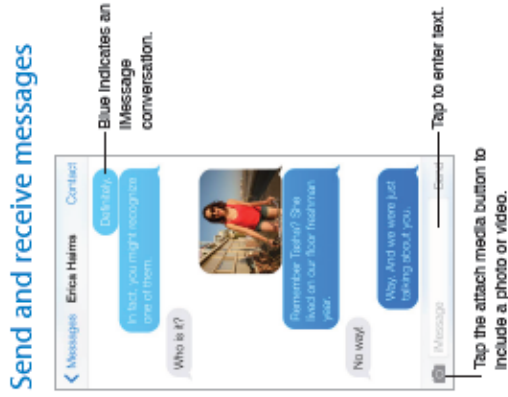 Send and receive messages
Messages Erica Haims Contact
Definitely.
Blue indicates an
iMessage
conversation.
In fact, you might recognize
one of them.
Who is it?
Remember Tasha? She
lived on our floor freshman
year.
No way!
Way. And we were just
talking about you.
iMessage Send
Tap to enter text.
Tap the attach media button to
include a photo or video.